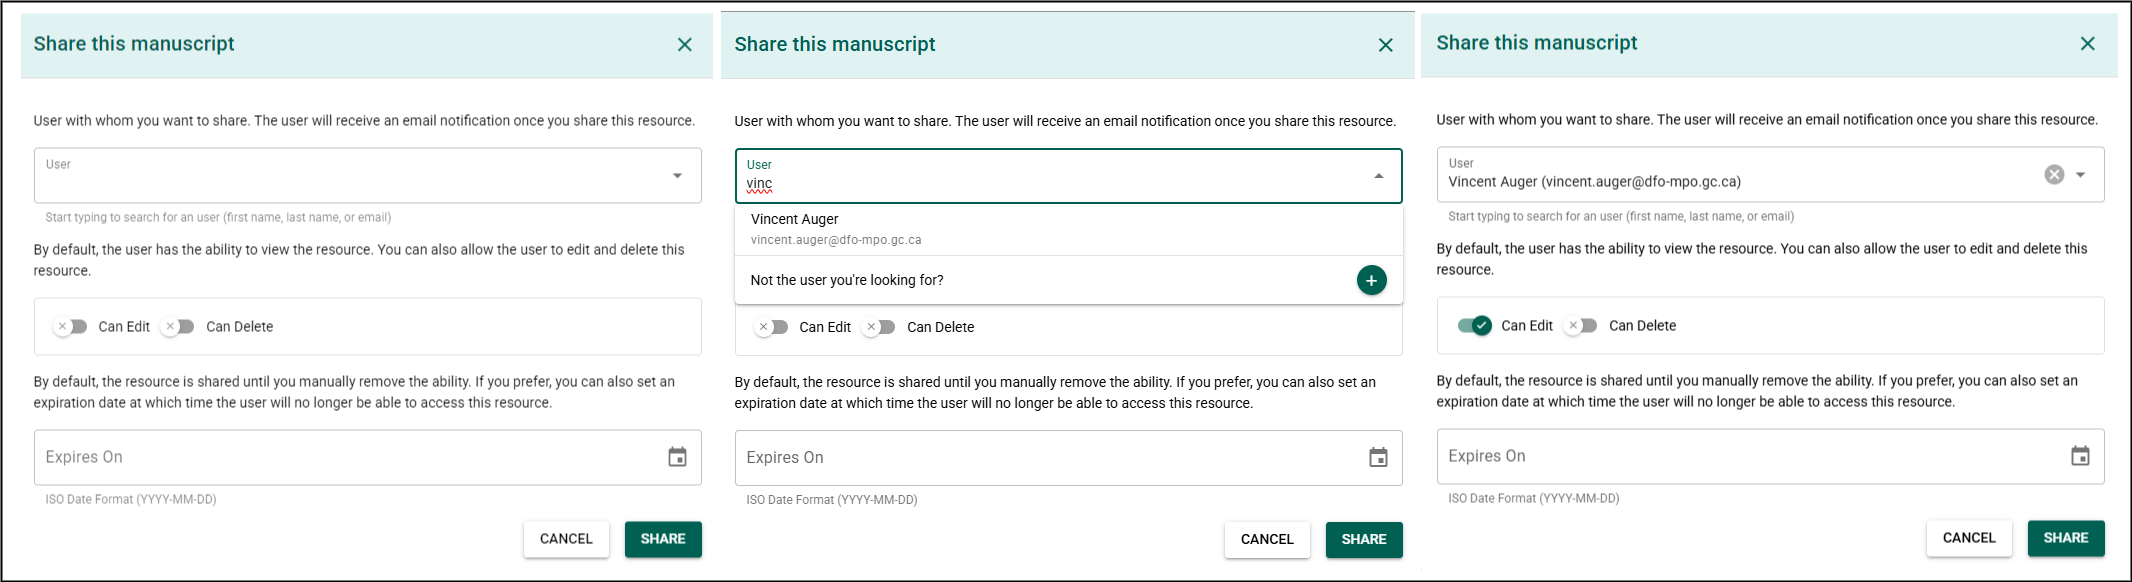 Share this manuscript
User with whom you want to share. The user will receive an email notification once you share this resource.
User
Start typing to search for an user (first name, last name, or email)
By default, the user has the ability to view the resource. You can also allow the user to edit and delete this
resource.
Can Edit Can Delete
By default, the resource is shared until you manually remove the ability. If you prefer, you can also set an
expiration date at which time the user will no longer be able to access this resource.
Expires On
ISO Date Format (YYYY-MM-DD)
CANCEL SHARE
Share this manuscript
User with whom you want to share. The user will receive an email notification once you share this resource.
User
vinc
Vincent Auger
vincent.auger@dfo-mpo.gc.ca
Not the user you're looking for?
Can Edit Can Delete
By default, the resource is shared until you manually remove the ability. If you prefer, you can also set an
expiration date at which time the user will no longer be able to access this resource.
Expires On
ISO Date Format (YYYY-MM-DD)
CANCEL SHARE
Share this manuscript
User with whom you want to share. The user will receive an email notification once you share this resource.
User
Vincent Auger (vincent.auger@dfo-mpo.gc.ca)
Start typing to search for an user (first name, last name, or email)
By default, the user has the ability to view the resource. You can also allow the user to edit and delete this
resource.
Can Edit Can Delete
By default, the resource is shared until you manually remove the ability. If you prefer, you can also set an
expiration date at which time the user will no longer be able to access this resource.
Expires On
ISO Date Format (YYYY-MM-DD)
CANCEL SHARE